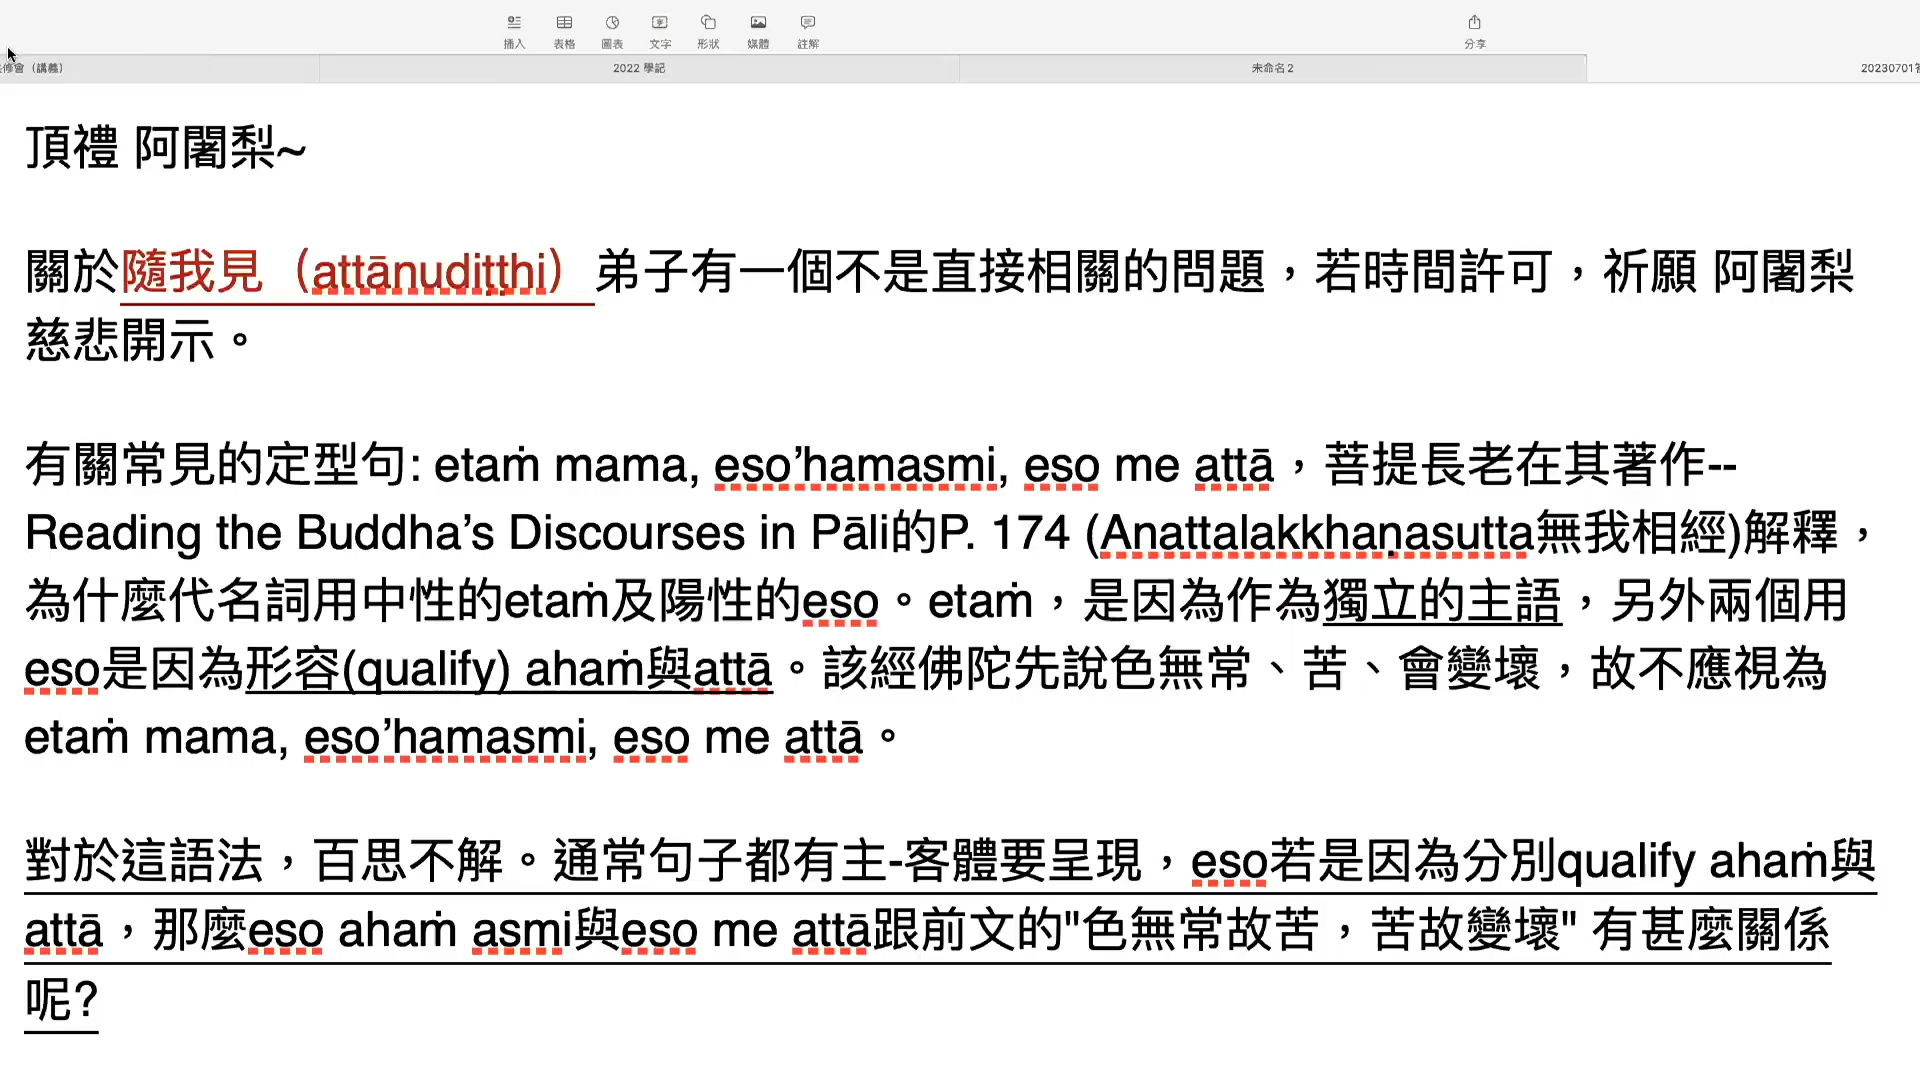 插入 表格 圖表 文字 形狀 媒體 註解 分享
修會（講義） 2022 學記 未命名 2 20230701
頂禮 阿闍梨~
關於隨我見（attānudiṭṭhi）弟子有一個不是直接相關的問題，若時間許可，祈願 阿闍梨
慈悲開示。
有關常見的定型句: etaṁ mama, eso’hamasmi, eso me attā，菩提長老在其著作--
Reading the Buddha’s Discourses in Pāli的P. 174 (Anattalakkhaṇasutta無我相經)解釋，
為什麼代名詞用中性的etaṁ及陽性的eso。etaṁ，是因為作為獨立的主語，另外兩個用
eso是因為形容(qualify) ahaṁ與attā。該經佛陀先說色無常、苦、會變壞，故不應視為
etaṁ mama, eso’hamasmi, eso me attā。
對於這語法，百思不解。通常句子都有主-客體要呈現，eso若是因為分別qualify ahaṁ與
attā，那麼eso ahaṁ asmi與eso me attā跟前文的"色無常故苦，苦故變壞" 有甚麼關係
呢?